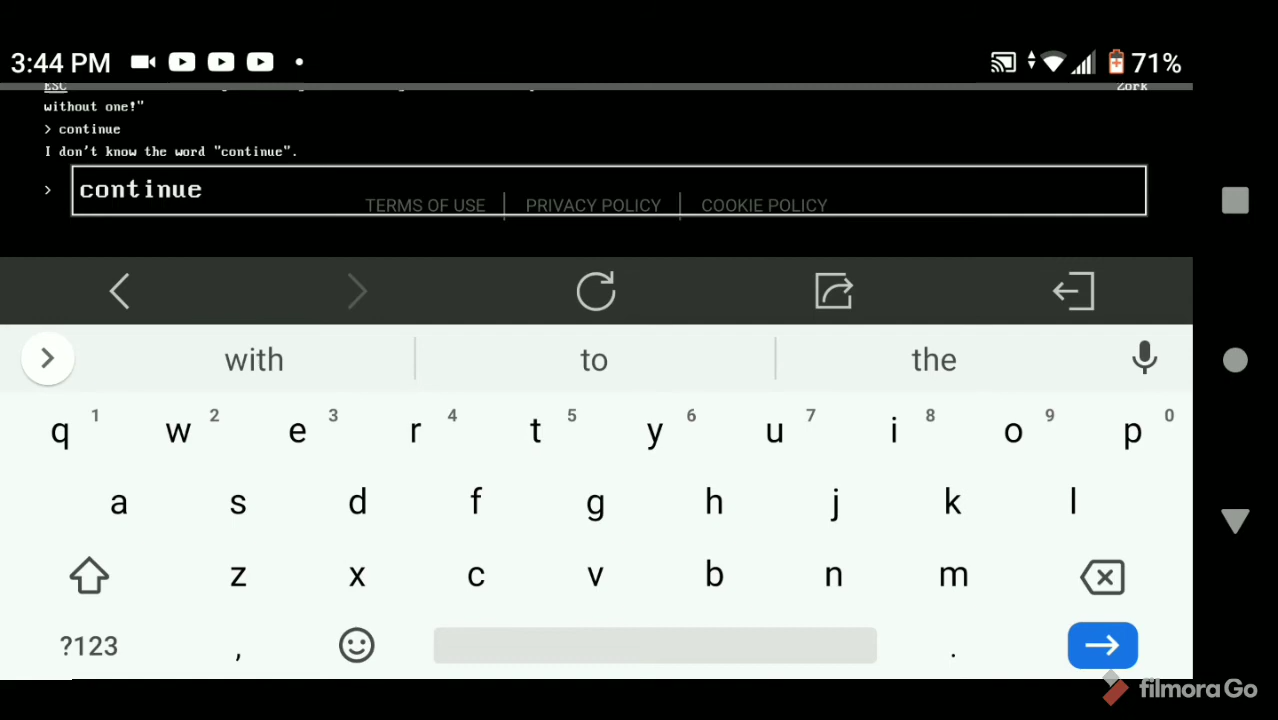 3:44 PM 71%
ESC Zork
without one!"
> continue
I don't know the word "continue".
> continue
TERMS OF USE PRIVACY POLICY COOKIE POLICY
with to the
q 1 w 2 e 3 r 4 t 5 y 6 u 7 i 8 o 9 p 0
a s d f g h j k l
z x c v b n m
?123 , .
filmoraGo